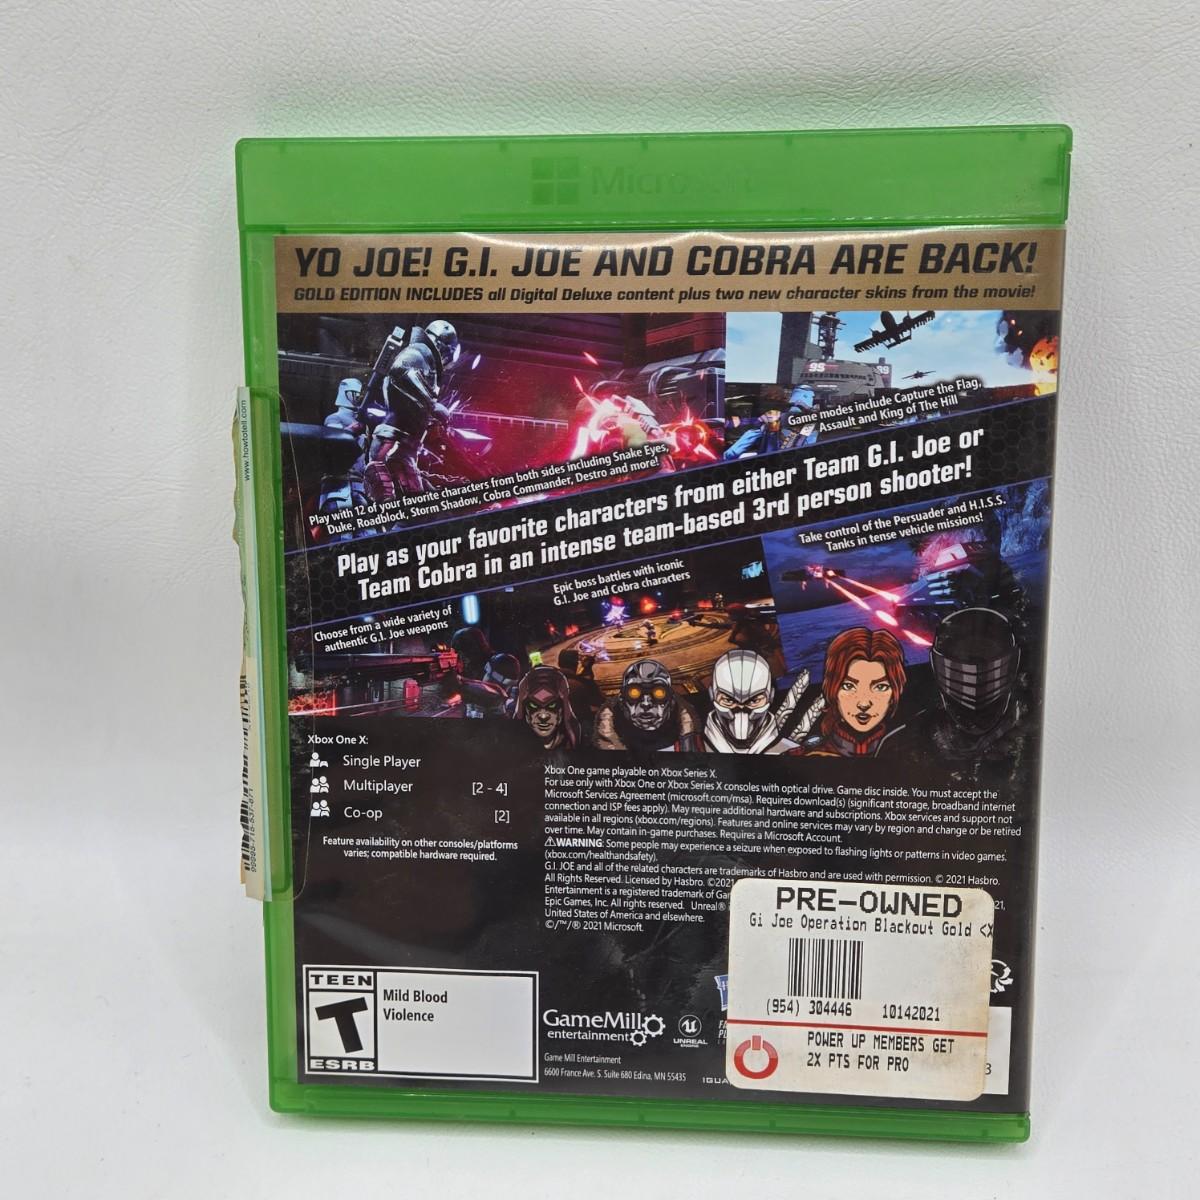 Microsoft
YO JOE! G.I. JOE AND COBRA ARE BACK!
GOLD EDITION INCLUDES all Digital Deluxe content plus two new character skins from the movie!
www.howtotell.com
Play with 12 of your favorite characters from both sides including Snake Eyes,
Duke, Roadblock, Storm Shadow, Cobra Commander, Destro and more!
99
Game modes include Capture the Flag,
Assault and King of The Hill
Play as your favorite characters from either Team G.I. Joe or
Team Cobra in an intense team-based 3rd person shooter!
Choose from a wide variety of
authentic G.I. Joe weapons
Epic boss battles with iconic
G.I. Joe and Cobra characters
Take control of the Persuader and H.I.S.S.
Tanks in tense vehicle missions!
Xbox One X:
Single Player
Multiplayer [2 - 4]
Co-op [2]
Feature availability on other consoles/platforms
varies; compatible hardware required.
Xbox One game playable on Xbox Series X.
For use only with Xbox One or Xbox Series X consoles with optical drive. Game disc inside. You must accept the
Microsoft Services Agreement (microsoft.com/msa). Requires download(s) (significant storage, broadband internet
connection and ISP fees apply). May require additional hardware and subscriptions. Xbox services and support not
available in all regions (xbox.com/regions). Features and online services may vary by region and change or be retired
over time. May contain in-game purchases. Requires a Microsoft Account.
⚠WARNING: Some people may experience a seizure when exposed to flashing lights or patterns in video games.
(xbox.com/healthandsafety).
G.I. JOE and all of the related characters are trademarks of Hasbro and are used with permission. © 2021 Hasbro.
All Rights Reserved. Licensed by Hasbro. ©2021
Entertainment is a registered trademark of Gam
Epic Games, Inc. All rights reserved. Unreal® 21,
United States of America and elsewhere.
©/™/® 2021 Microsoft.
PRE-OWNED
Gi Joe Operation Blackout Gold <X
(954) 304446 10142021
POWER UP MEMBERS GET
2X PTS FOR PRO
TEEN
T
ESRB
Mild Blood
Violence
GameMill
entertainment
UNREAL
ENGINE
Game Mill Entertainment
6600 France Ave. S. Suite 680 Edina, MN 55435
IGUA
3